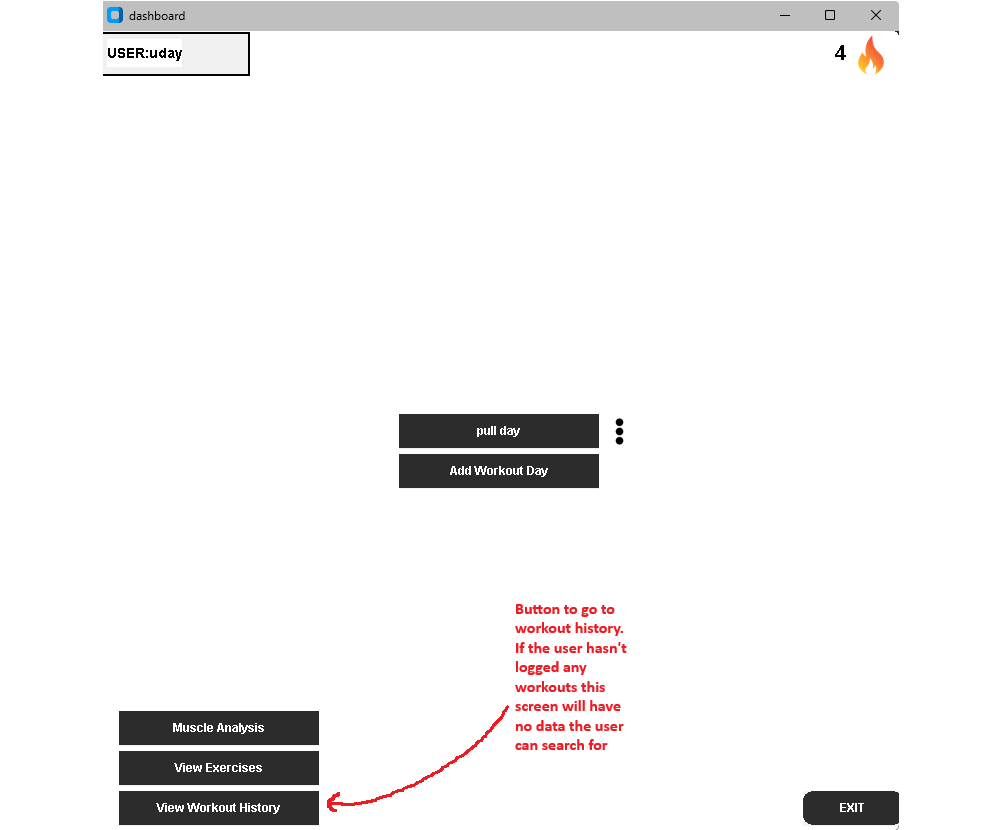 dashboard
USER:uday
4
pull day
Add Workout Day
Button to go to
workout history.
If the user hasn't
logged any
workouts this
screen will have
no data the user
can search for
Muscle Analysis
View Exercises
View Workout History
EXIT